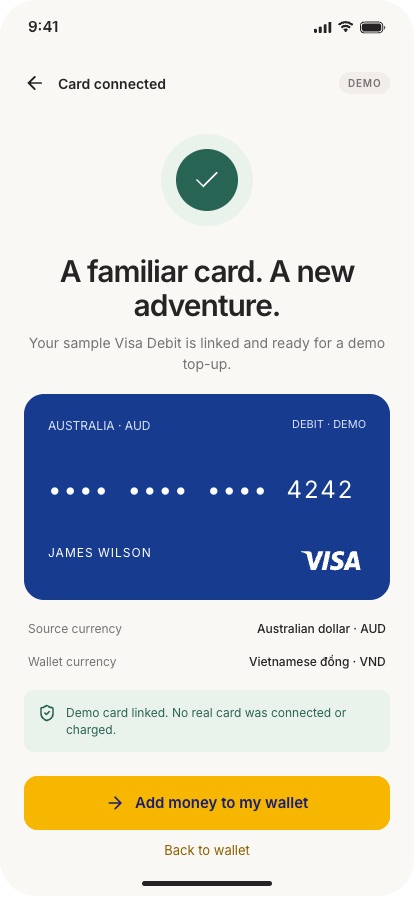 9:41
Card connected
DEMO
A familiar card. A new
adventure.
Your sample Visa Debit is linked and ready for a demo
top-up.
AUSTRALIA · AUD
DEBIT · DEMO
•••• •••• •••• 4242
JAMES WILSON
VISA
Source currency
Australian dollar · AUD
Wallet currency
Vietnamese đồng · VND
Demo card linked. No real card was connected or
charged.
Add money to my wallet
Back to wallet